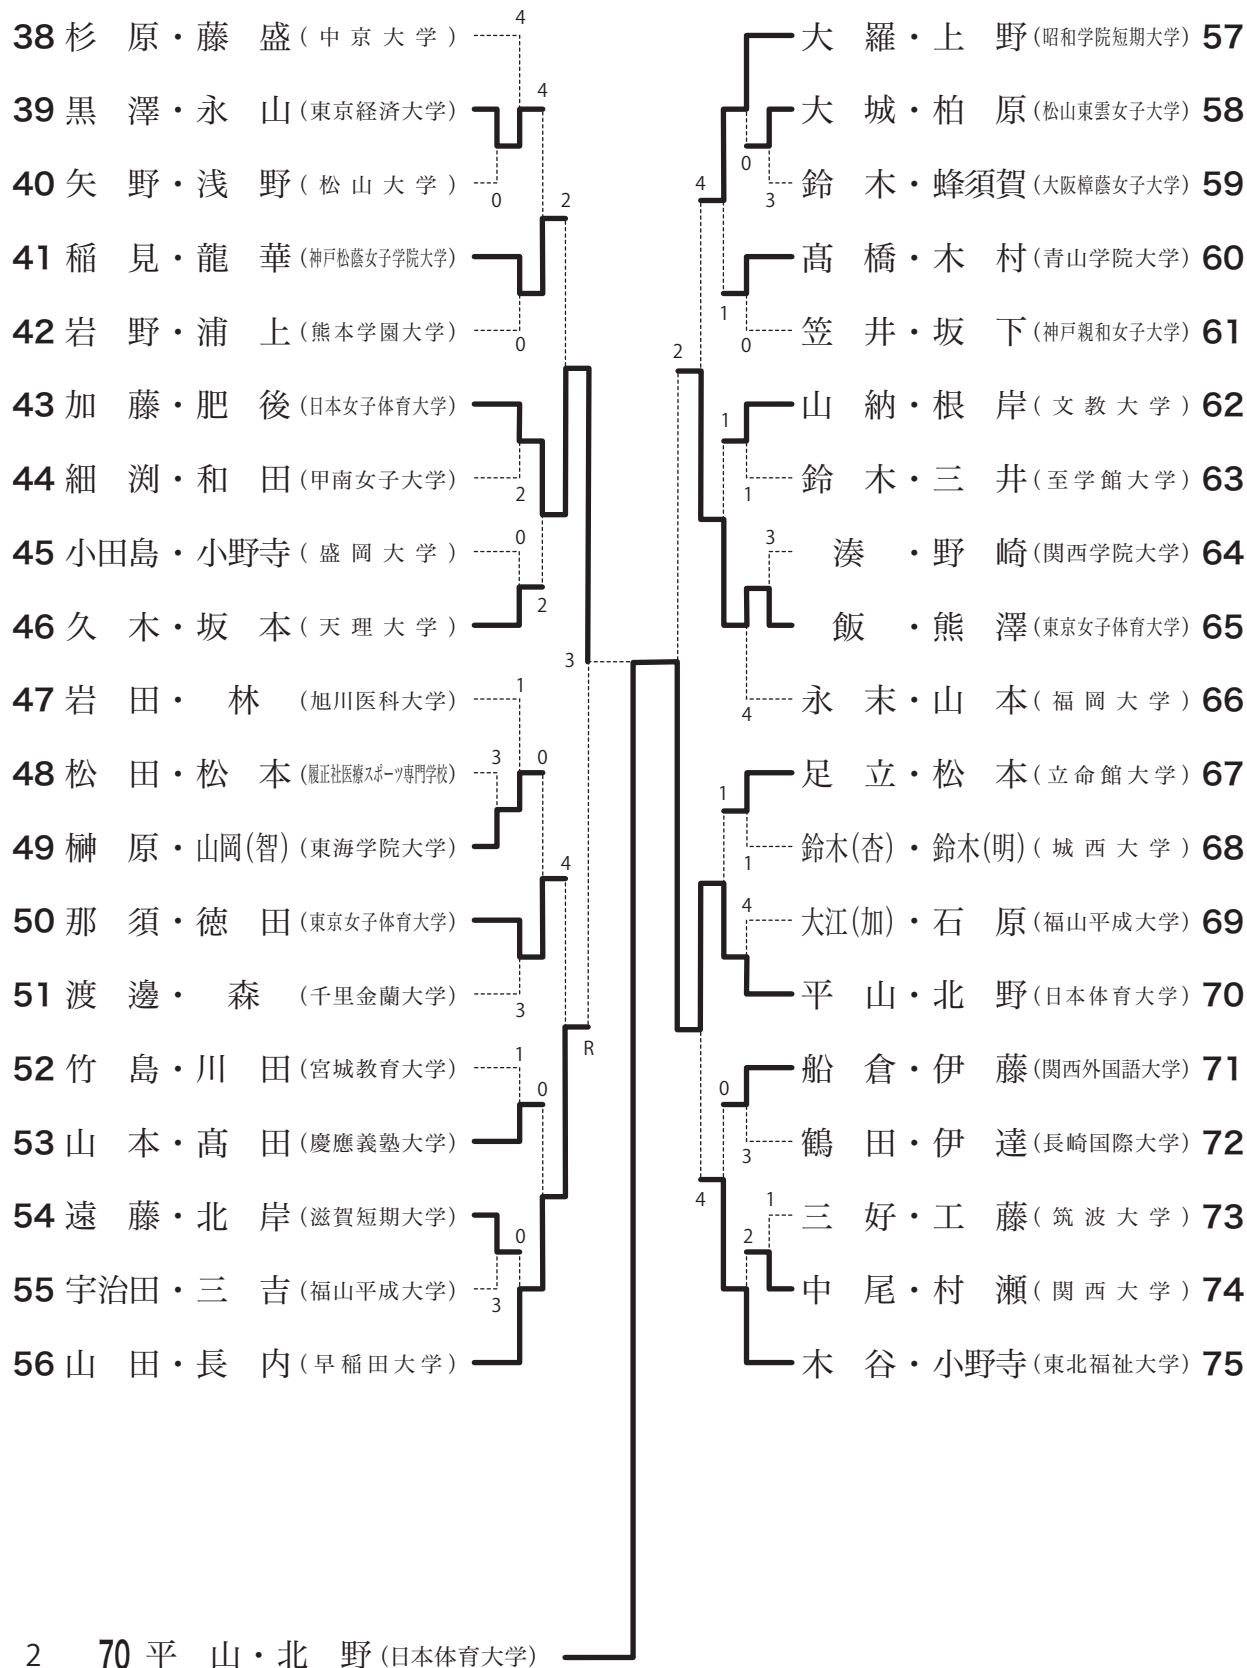 38 杉原・藤盛 (中京大学)
39 黒澤・永山 (東京経済大学)
40 矢野・浅野 (松山大学)
41 稲見・龍華 (神戸松蔭女子学院大学)
42 岩野・浦上 (熊本学園大学)
43 加藤・肥後 (日本女子体育大学)
44 細渕・和田 (甲南女子大学)
45 小田島・小野寺 (盛岡大学)
46 久木・坂本 (天理大学)
47 岩田・林 (旭川医科大学)
48 松田・松本 (履正社医療スポーツ専門学校)
49 榊原・山岡(智) (東海学院大学)
50 那須・徳田 (東京女子体育大学)
51 渡邊・森 (千里金蘭大学)
52 竹島・川田 (宮城教育大学)
53 山本・髙田 (慶應義塾大学)
54 遠藤・北岸 (滋賀短期大学)
55 宇治田・三吉 (福山平成大学)
56 山田・長内 (早稲田大学)
4
4
0
2
0
2
0
2
3
1
3
0
4
3
R
1
0
0
3
大羅・上野 (昭和学院短期大学) 57
大城・柏原 (松山東雲女子大学) 58
鈴木・蜂須賀 (大阪樟蔭女子大学) 59
髙橋・木村 (青山学院大学) 60
笠井・坂下 (神戸親和女子大学) 61
山納・根岸 (文教大学) 62
鈴木・三井 (至学館大学) 63
湊・野崎 (関西学院大学) 64
飯・熊澤 (東京女子体育大学) 65
永末・山本 (福岡大学) 66
足立・松本 (立命館大学) 67
鈴木(杏)・鈴木(明) (城西大学) 68
大江(加)・石原 (福山平成大学) 69
平山・北野 (日本体育大学) 70
船倉・伊藤 (関西外国語大学) 71
鶴田・伊達 (長崎国際大学) 72
三好・工藤 (筑波大学) 73
中尾・村瀬 (関西大学) 74
木谷・小野寺 (東北福祉大学) 75
0
4
3
1
0
2
1
1
3
4
1
1
4
0
3
4
1
2
2 70 平山・北野 (日本体育大学)